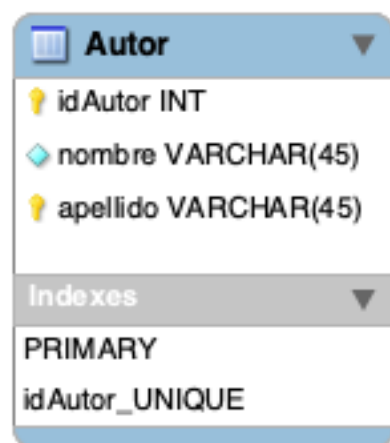 Autor
idAutor INT
nombre VARCHAR(45)
apellido VARCHAR(45)
Indexes
PRIMARY
idAutor_UNIQUE